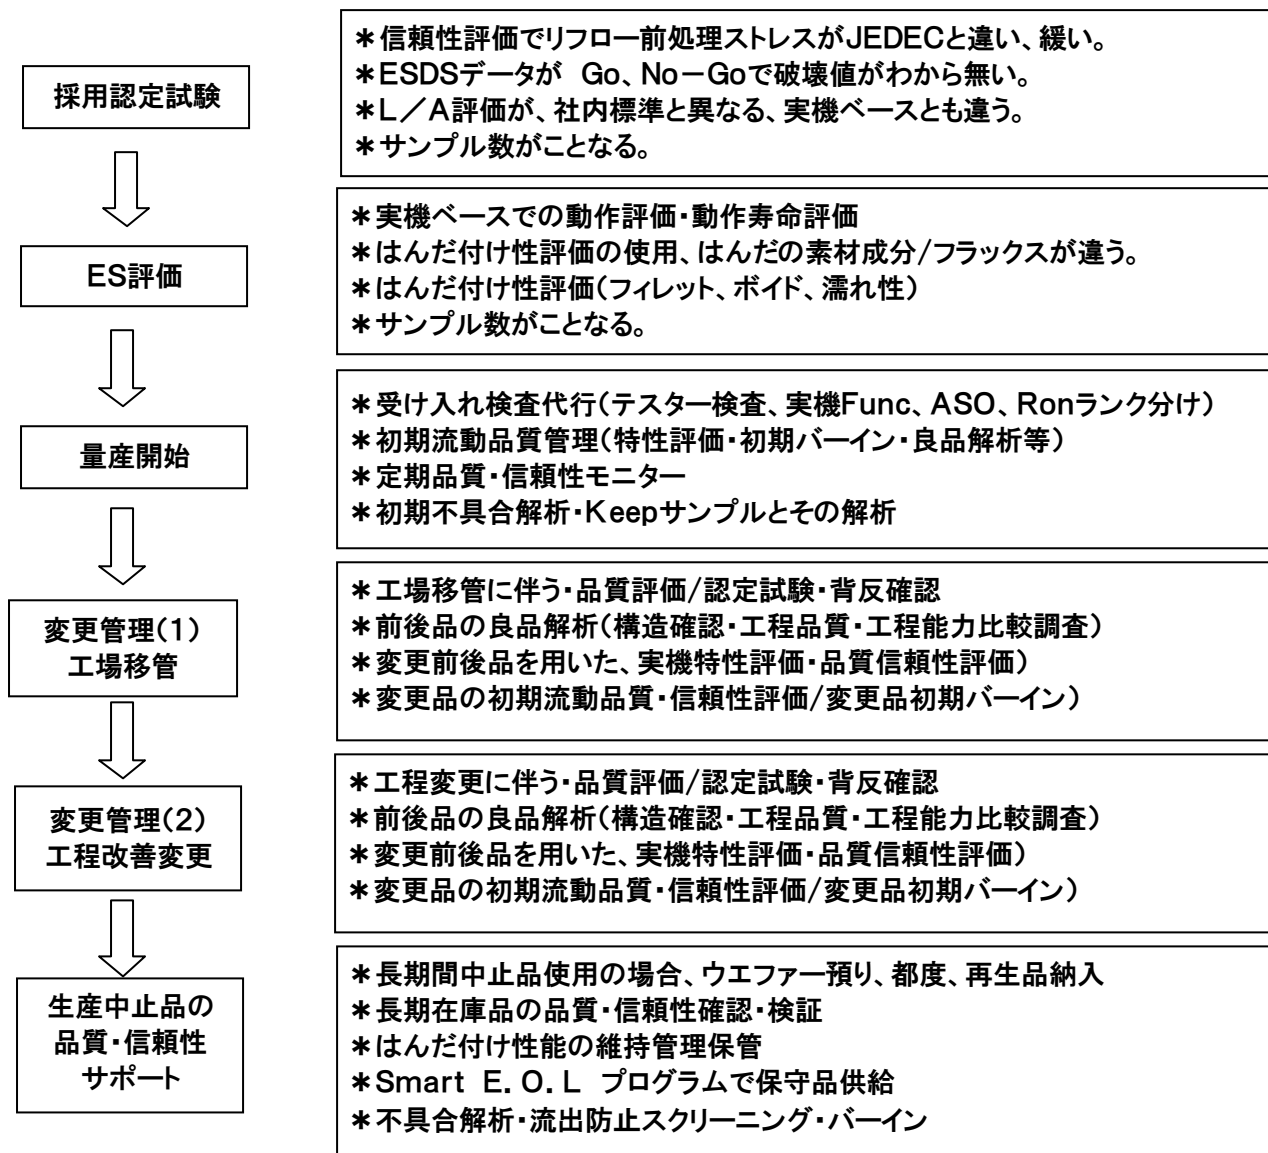 採用認定試験
＊信頼性評価でリフロー前処理ストレスがJEDECと違い、緩い。
＊ESDSデータが Go、No－Goで破壊値がわから無い。
＊L／A評価が、社内標準と異なる、実機ベースとも違う。
＊サンプル数がことなる。
ES評価
＊実機ベースでの動作評価・動作寿命評価
＊はんだ付け性評価の使用、はんだの素材成分/フラックスが違う。
＊はんだ付け性評価(フィレット、ボイド、濡れ性)
＊サンプル数がことなる。
量産開始
＊受け入れ検査代行(テスター検査、実機Func、ASO、Ronランク分け)
＊初期流動品質管理(特性評価・初期バーイン・良品解析等)
＊定期品質・信頼性モニター
＊初期不具合解析・Keepサンプルとその解析
変更管理(1)
工場移管
＊工場移管に伴う・品質評価/認定試験・背反確認
＊前後品の良品解析(構造確認・工程品質・工程能力比較調査)
＊変更前後品を用いた、実機特性評価・品質信頼性評価)
＊変更品の初期流動品質・信頼性評価/変更品初期バーイン)
変更管理(2)
工程改善変更
＊工程変更に伴う・品質評価/認定試験・背反確認
＊前後品の良品解析(構造確認・工程品質・工程能力比較調査)
＊変更前後品を用いた、実機特性評価・品質信頼性評価)
＊変更品の初期流動品質・信頼性評価/変更品初期バーイン)
生産中止品の
品質・信頼性
サポート
＊長期間中止品使用の場合、ウエファー預り、都度、再生品納入
＊長期在庫品の品質・信頼性確認・検証
＊はんだ付け性能の維持管理保管
＊Smart E.O.L プログラムで保守品供給
＊不具合解析・流出防止スクリーニング・バーイン